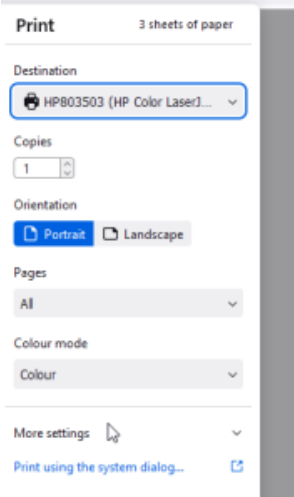 Print
3 sheets of paper
Destination
HP803503 (HP Color LaserJ...
Copies
1
Orientation
Portrait
Landscape
Pages
All
Colour mode
Colour
More settings
Print using the system dialog...